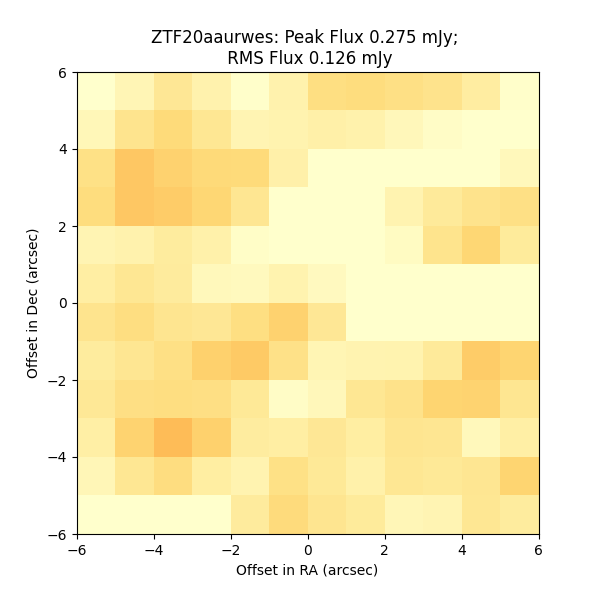 ZTF20aaurwes: Peak Flux 0.275 mJy;
RMS Flux 0.126 mJy
6
4
2
0
−2
−4
−6
Offset in Dec (arcsec)
−6 −4 −2 0 2 4 6
Offset in RA (arcsec)